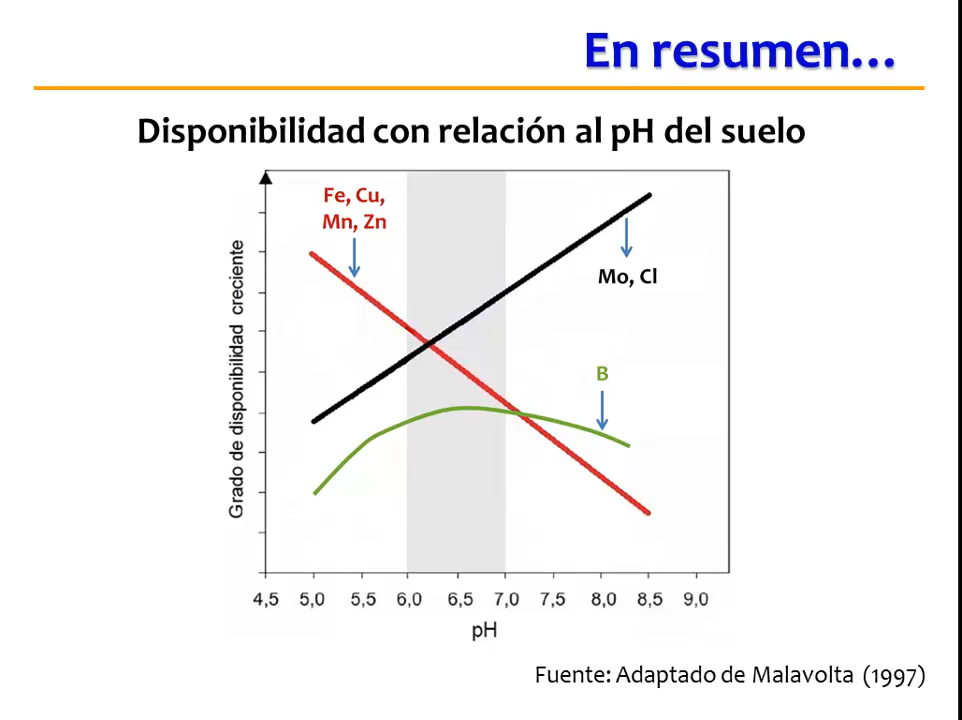 En resumen...
Disponibilidad con relación al pH del suelo
Fe, Cu,
Mn, Zn
Mo, Cl
B
Grado de disponibilidad creciente
4,5 5,0 5,5 6,0 6,5 7,0 7,5 8,0 8,5 9,0
pH
Fuente: Adaptado de Malavolta (1997)